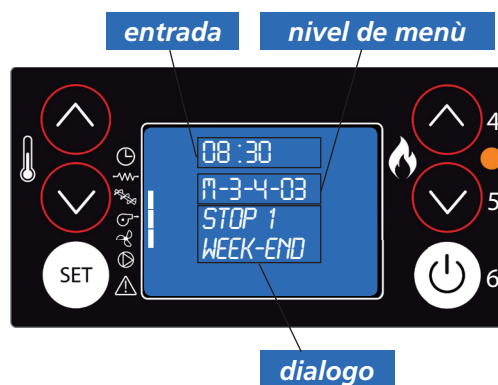 entrada
nivel de menù
08:30
M-3-4-03
STOP 1
WEEK-END
SET
4
5
6
dialogo